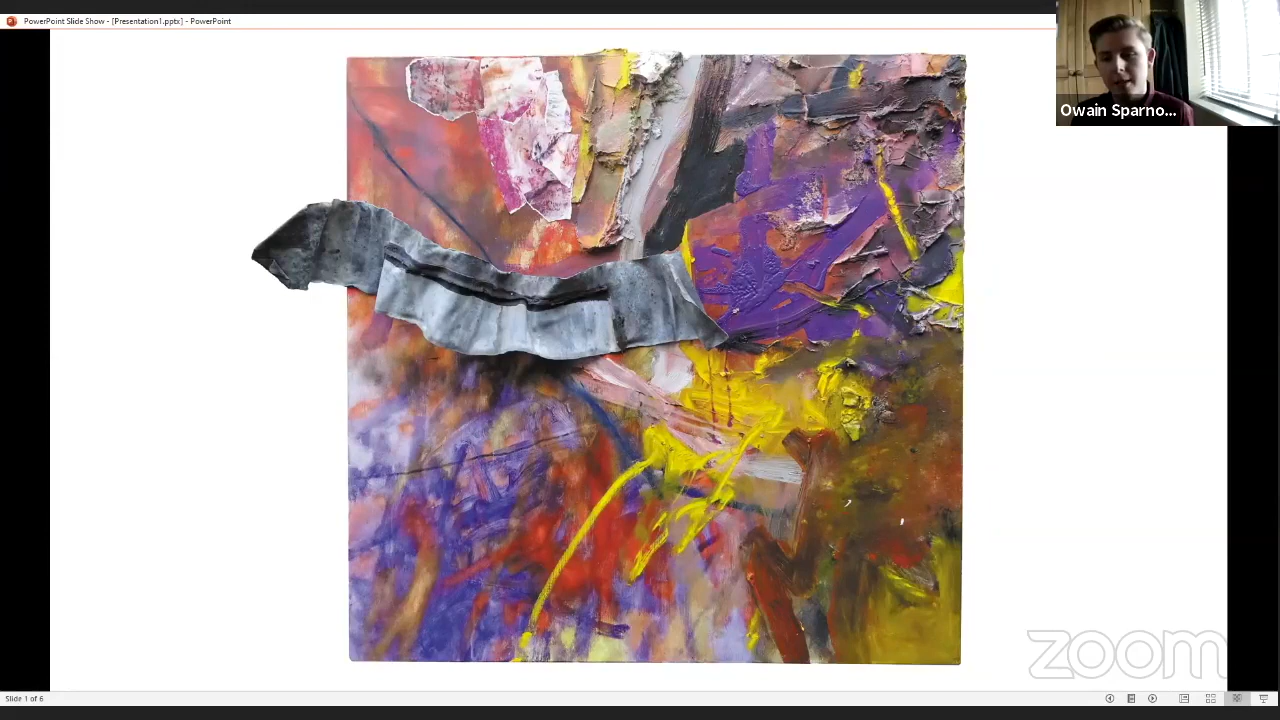 PowerPoint Slide Show - [Presentation1.pptx] - PowerPoint
Owain Sparno...
zoom
Slide 1 of 6